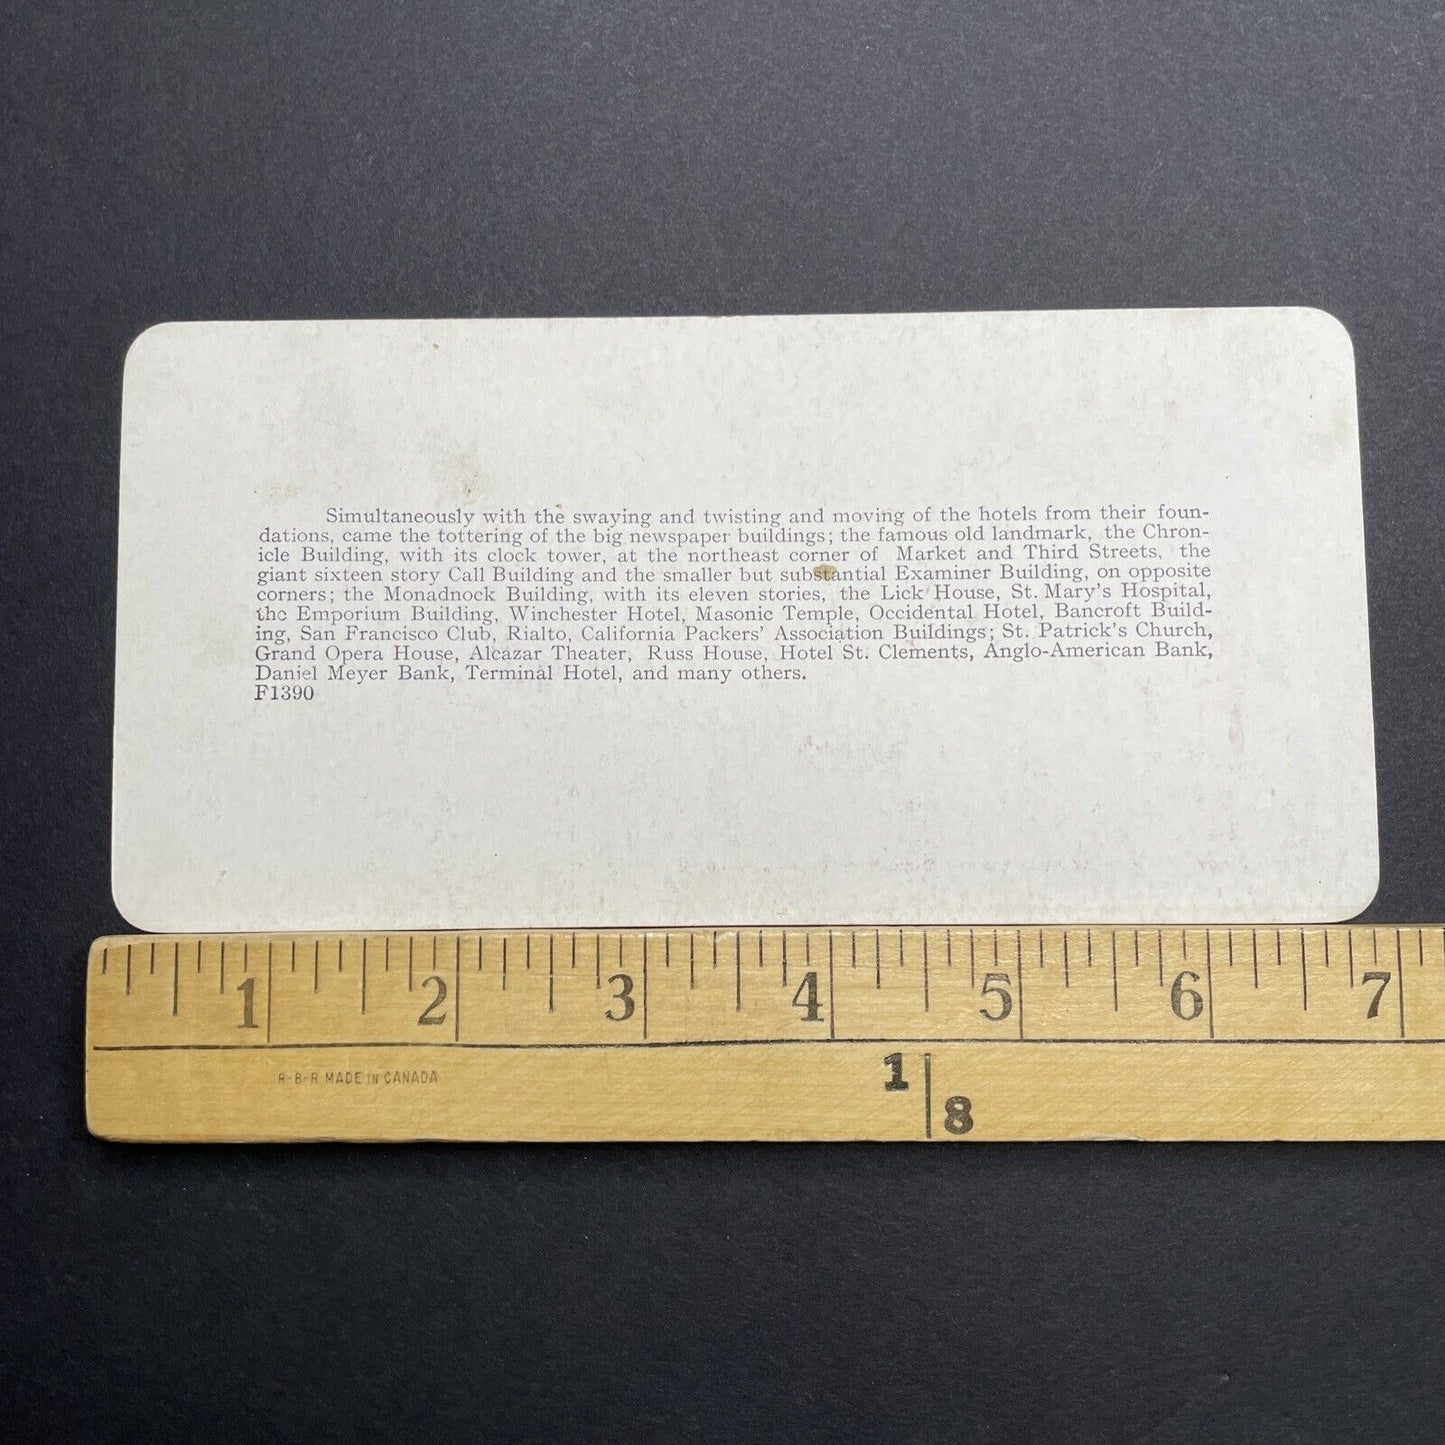 Simultaneously with the swaying and twisting and moving of the hotels from their foun-
dations, came the tottering of the big newspaper buildings; the famous old landmark, the Chron-
icle Building, with its clock tower, at the northeast corner of Market and Third Streets, the
giant sixteen story Call Building and the smaller but substantial Examiner Building, on opposite
corners; the Monadnock Building, with its eleven stories, the Lick House, St. Mary's Hospital,
the Emporium Building, Winchester Hotel, Masonic Temple, Occidental Hotel, Bancroft Build-
ing, San Francisco Club, Rialto, California Packers' Association Buildings; St. Patrick's Church,
Grand Opera House, Alcazar Theater, Russ House, Hotel St. Clements, Anglo-American Bank,
Daniel Meyer Bank, Terminal Hotel, and many others.
F1390
1 2 3 4 5 6 7
R-B-R MADE IN CANADA
1
8